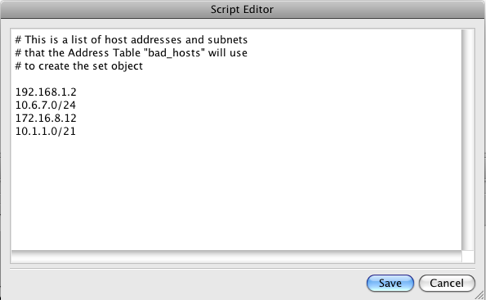 Script Editor
# This is a list of host addresses and subnets
# that the Address Table "bad_hosts" will use
# to create the set object
192.168.1.2
10.6.7.0/24
172.16.8.12
10.1.1.0/21
Save Cancel